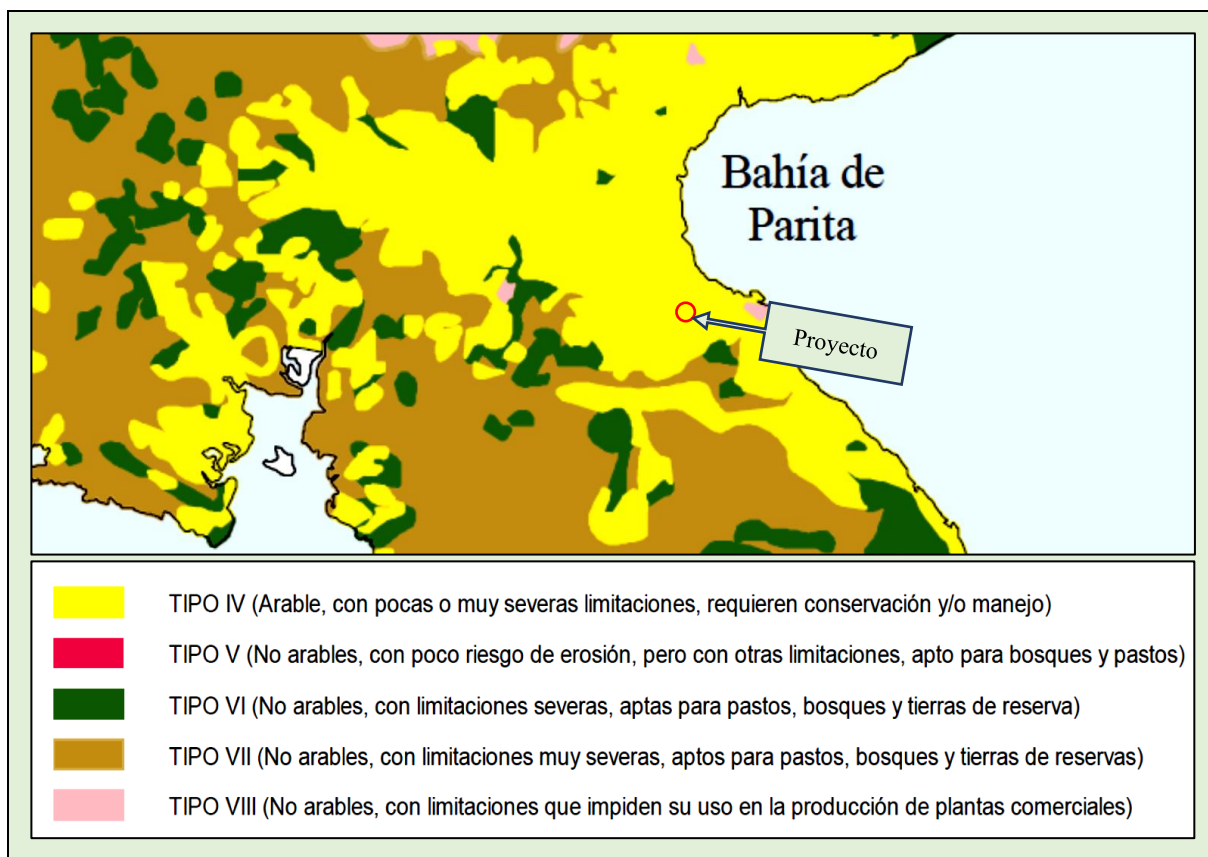 Bahía de
Parita
Proyecto
TIPO IV (Arable, con pocas o muy severas limitaciones, requieren conservación y/o manejo)
TIPO V (No arables, con poco riesgo de erosión, pero con otras limitaciones, apto para bosques y pastos)
TIPO VI (No arables, con limitaciones severas, aptas para pastos, bosques y tierras de reserva)
TIPO VII (No arables, con limitaciones muy severas, aptos para pastos, bosques y tierras de reservas)
TIPO VIII (No arables, con limitaciones que impiden su uso en la producción de plantas comerciales)